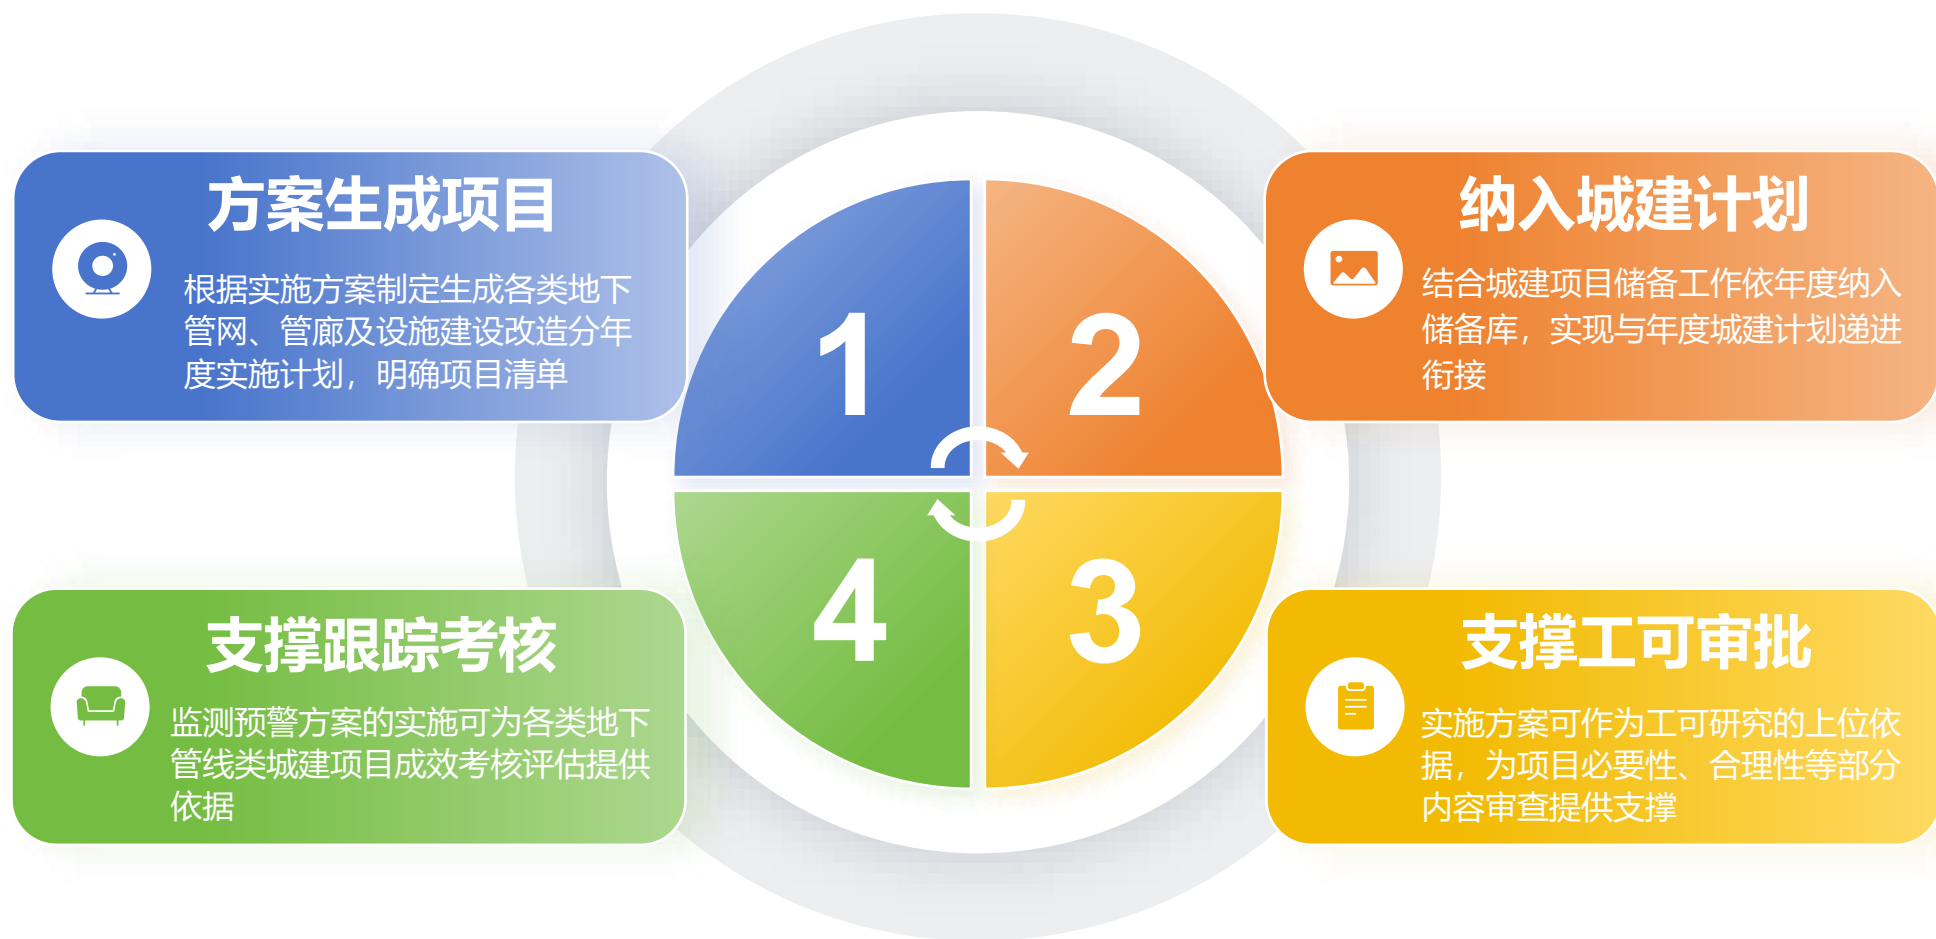 方案生成项目
根据实施方案制定生成各类地下
管网、管廊及设施建设改造分年
度实施计划，明确项目清单
1
2
纳入城建计划
结合城建项目储备工作依年度纳入
储备库，实现与年度城建计划递进
衔接
支撑跟踪考核
监测预警方案的实施可为各类地下
管线类城建项目成效考核评估提供
依据
4
3
支撑工可审批
实施方案可作为工可研究的上位依
据，为项目必要性、合理性等部分
内容审查提供支撑